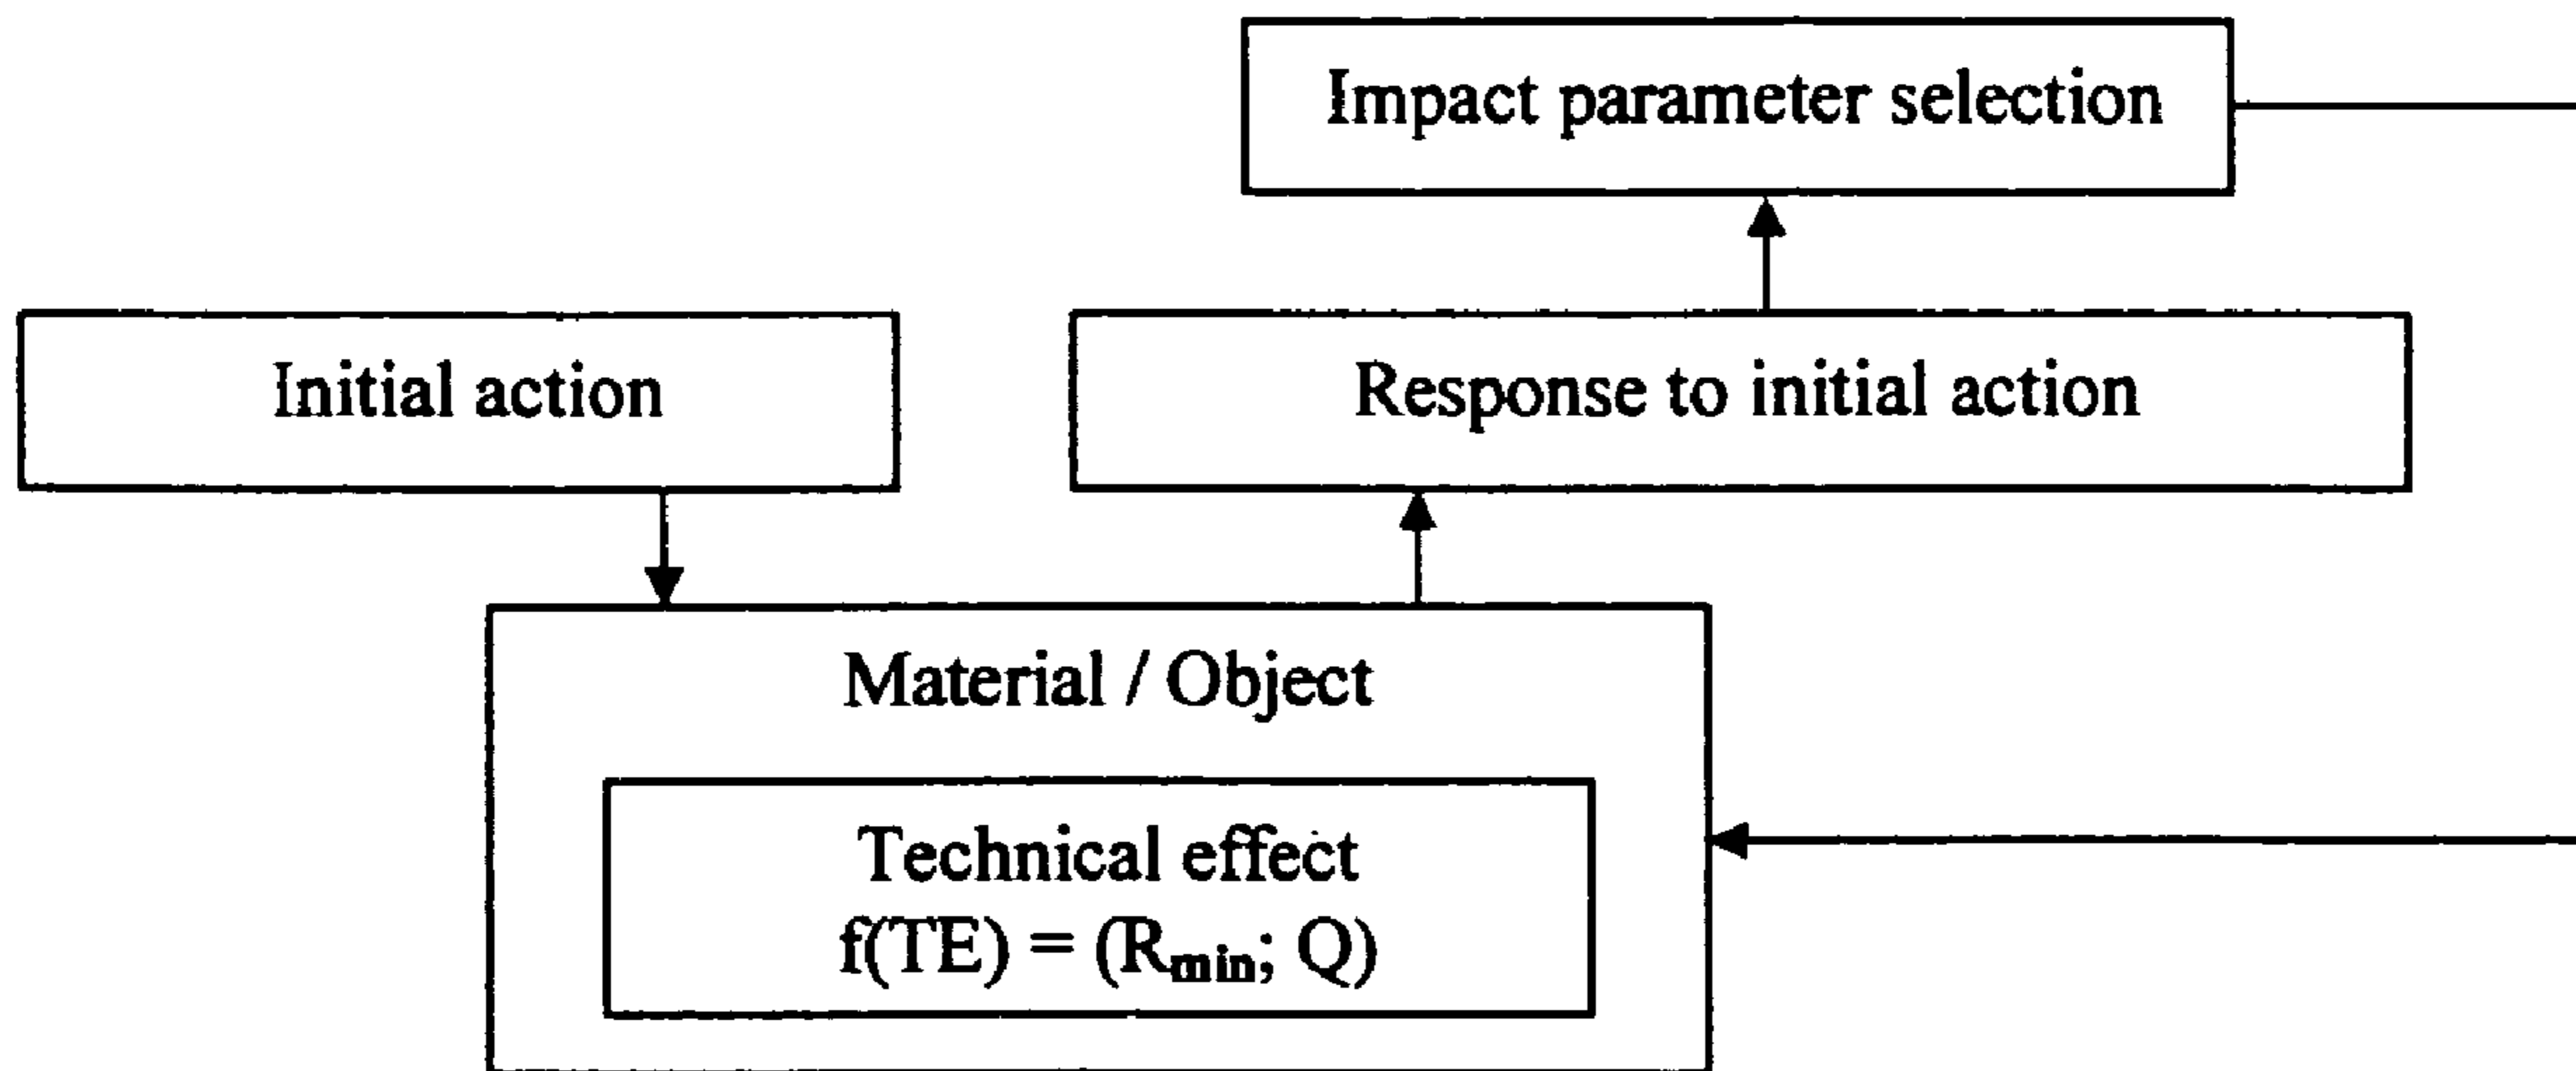 Impact parameter selection
Initial action
Response to initial action
Material / Object
Technical effect
f(TE) = (Rmin; Q)